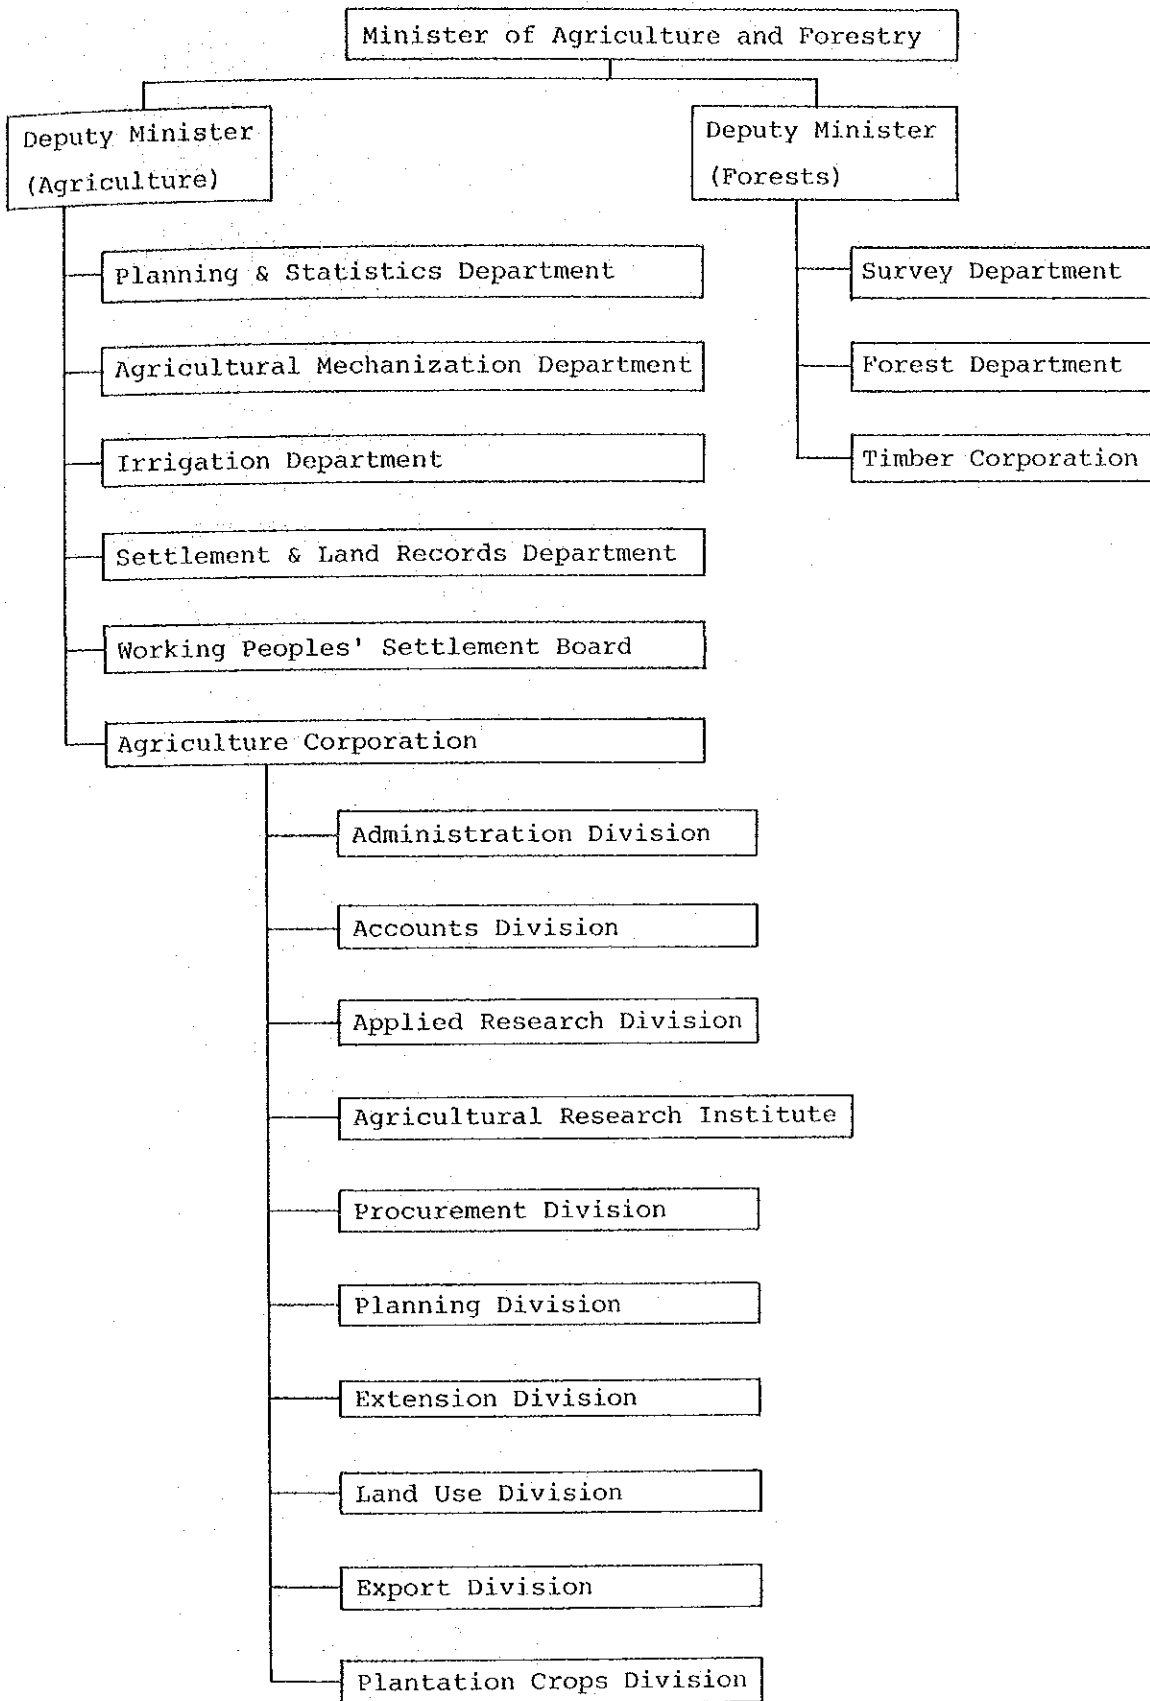 Minister of Agriculture and Forestry
Deputy Minister
(Agriculture)
Deputy Minister
(Forests)
Planning & Statistics Department
Agricultural Mechanization Department
Irrigation Department
Settlement & Land Records Department
Working Peoples' Settlement Board
Agriculture Corporation
Survey Department
Forest Department
Timber Corporation
Administration Division
Accounts Division
Applied Research Division
Agricultural Research Institute
Procurement Division
Planning Division
Extension Division
Land Use Division
Export Division
Plantation Crops Division